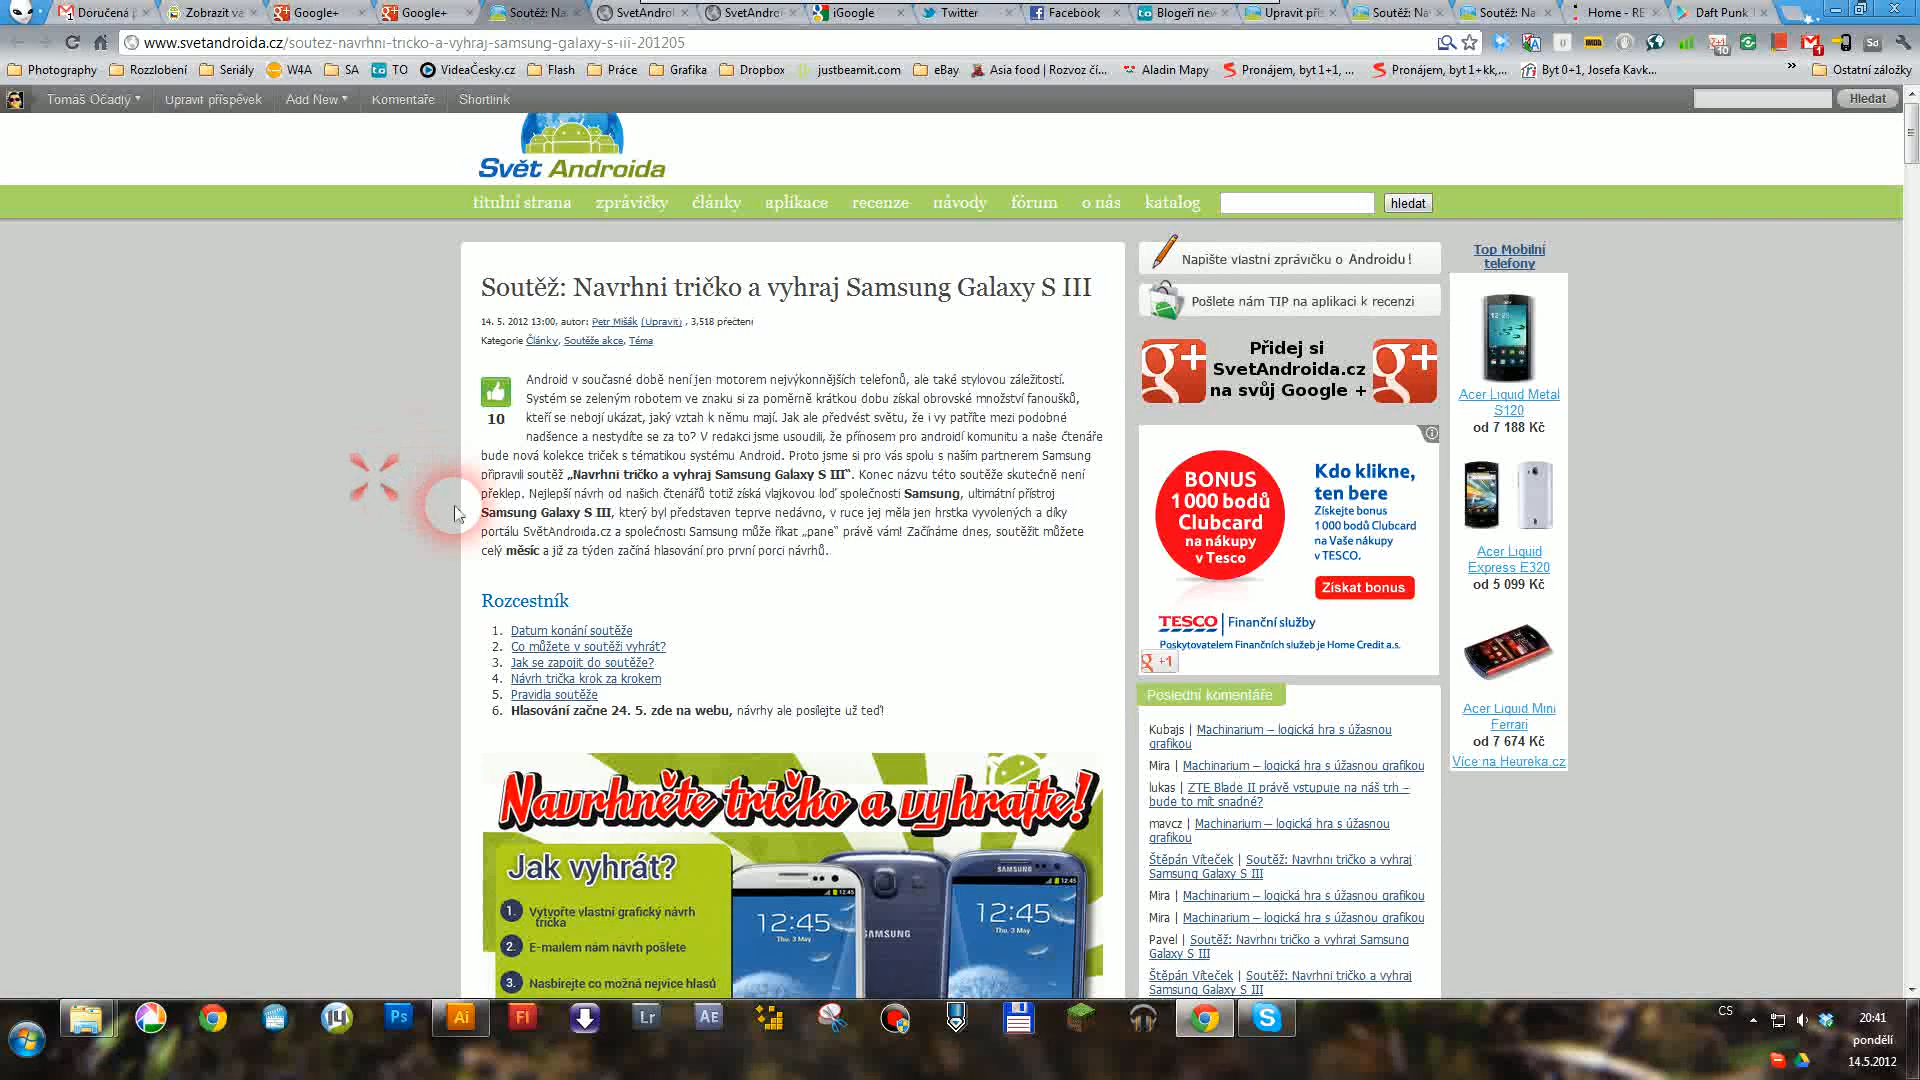 Doručená p
Zobrazit va
Google+
Google+
Soutěž: Na
SvetAndroi
SvetAndroi
iGoogle
Twitter
Facebook
Blogeři ne
Upravit pří
Soutěž: Na
Soutěž: Na
Home - RE
Daft Punk
www.svetandroida.cz/soutez-navrhni-tricko-a-vyhraj-samsung-galaxy-s-iii-201205
Photography
Rozzlobení
Seriály
W4A
SA
TO
VideaČesky.cz
Flash
Práce
Grafika
Dropbox
justbeamit.com
eBay
Asia food | Rozvoz čí...
Aladin Mapy
Pronájem, byt 1+1, ...
Pronájem, byt 1+kk,...
Byt 0+1, Josefa Kavk...
Ostatní záložky
Tomáš Očadlý
Upravit příspěvek
Add New
Komentáře
Shortlink
Hledat
Svět Androida
titulní strana
zprávičky
články
aplikace
recenze
návody
fórum
o nás
katalog
hledat
Soutěž: Navrhni tričko a vyhraj Samsung Galaxy S III
14. 5. 2012 13:00, autor: Petr Mišák (Upravit) , 3,518 přečtení
Kategorie Články, Soutěže akce, Téma
10
Android v současné době není jen motorem nejvýkonnějších telefonů, ale také stylovou záležitostí.
Systém se zeleným robotem ve znaku si za poměrně krátkou dobu získal obrovské množství fanoušků,
kteří se nebojí ukázat, jaký vztah k němu mají. Jak ale předvést světu, že i vy patříte mezi podobné
nadšence a nestydíte se za to? V redakci jsme usoudili, že přínosem pro androidí komunitu a naše čtenáře
bude nová kolekce triček s tématikou systému Android. Proto jsme si pro vás spolu s naším partnerem Samsung
připravili soutěž „Navrhni tričko a vyhraj Samsung Galaxy S III“. Konec názvu této soutěže skutečně není
překlep. Nejlepší návrh od našich čtenářů totiž získá vlajkovou loď společnosti Samsung, ultimátní přístroj
Samsung Galaxy S III, který byl představen teprve nedávno, v ruce jej měla jen hrstka vyvolených a díky
portálu SvětAndroida.cz a společnosti Samsung může říkat „pane“ právě vám! Začínáme dnes, soutěžit můžete
celý měsíc a již za týden začíná hlasování pro první porci návrhů.
Rozcestník
1. Datum konání soutěže
2. Co můžete v soutěži vyhrát?
3. Jak se zapojit do soutěže?
4. Návrh trička krok za krokem
5. Pravidla soutěže
6. Hlasování začne 24. 5. zde na webu, návrhy ale posílejte už teď!
Navrhněte tričko a vyhrajte!
Jak vyhrát?
1. Vytvořte vlastní grafický návrh
trička
2. E-mailem nám návrh pošlete
3. Nasbírejte co možná nejvíce hlasů
12:45
12:45
Thu, 3 May
SAMSUNG
SAMSUNG
12:45
12:45
Thu, 3 May
Napište vlastní zprávičku o Androidu!
Pošlete nám TIP na aplikaci k recenzi
g+
Přidej si
SvetAndroida.cz
na svůj Google +
g+
BONUS
1 000 bodů
Clubcard
na nákupy
v Tesco
Kdo klikne,
ten bere
Získejte bonus
1 000 bodů Clubcard
na Vaše nákupy
v TESCO.
Získat bonus
TESCO Finanční služby
Poskytovatelem Finančních služeb je Home Credit a.s.
g +1
Poslední komentáře
Kubajs | Machinarium – logická hra s úžasnou
grafikou
Mira | Machinarium – logická hra s úžasnou grafikou
lukas | ZTE Blade II právě vstupuje na náš trh –
bude to mít snadné?
mavcz | Machinarium – logická hra s úžasnou
grafikou
Štěpán Víteček | Soutěž: Navrhni tričko a vyhraj
Samsung Galaxy S III
Mira | Machinarium – logická hra s úžasnou grafikou
Mira | Machinarium – logická hra s úžasnou grafikou
Pavel | Soutěž: Navrhni tričko a vyhraj Samsung
Galaxy S III
Štěpán Víteček | Soutěž: Navrhni tričko a vyhraj
Samsung Galaxy S III
Top Mobilní
telefony
Acer Liquid Metal
S120
od 7 188 Kč
Acer Liquid
Express E320
od 5 099 Kč
Acer Liquid Mini
Ferrari
od 7 674 Kč
Více na Heureka.cz
Ps
Ai
Fl
Lr
AE
CS
20:41
pondělí
14.5.2012